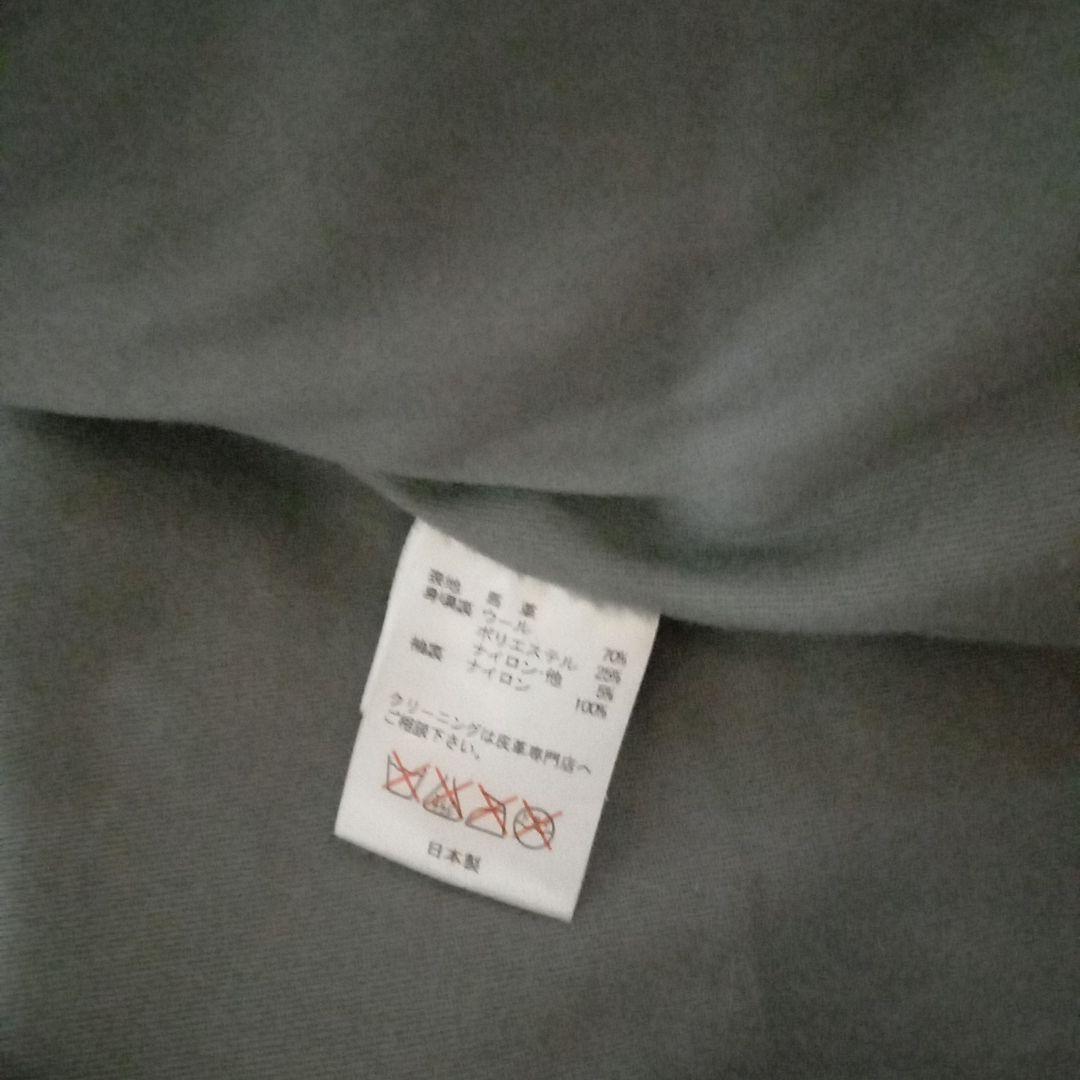 表地 馬 革
身頃裏 ウール 70%
ポリエステル 25%
ナイロン・他 5%
袖裏 ナイロン 100%
クリーニングは皮革専門店へ
ご相談下さい。
日本製